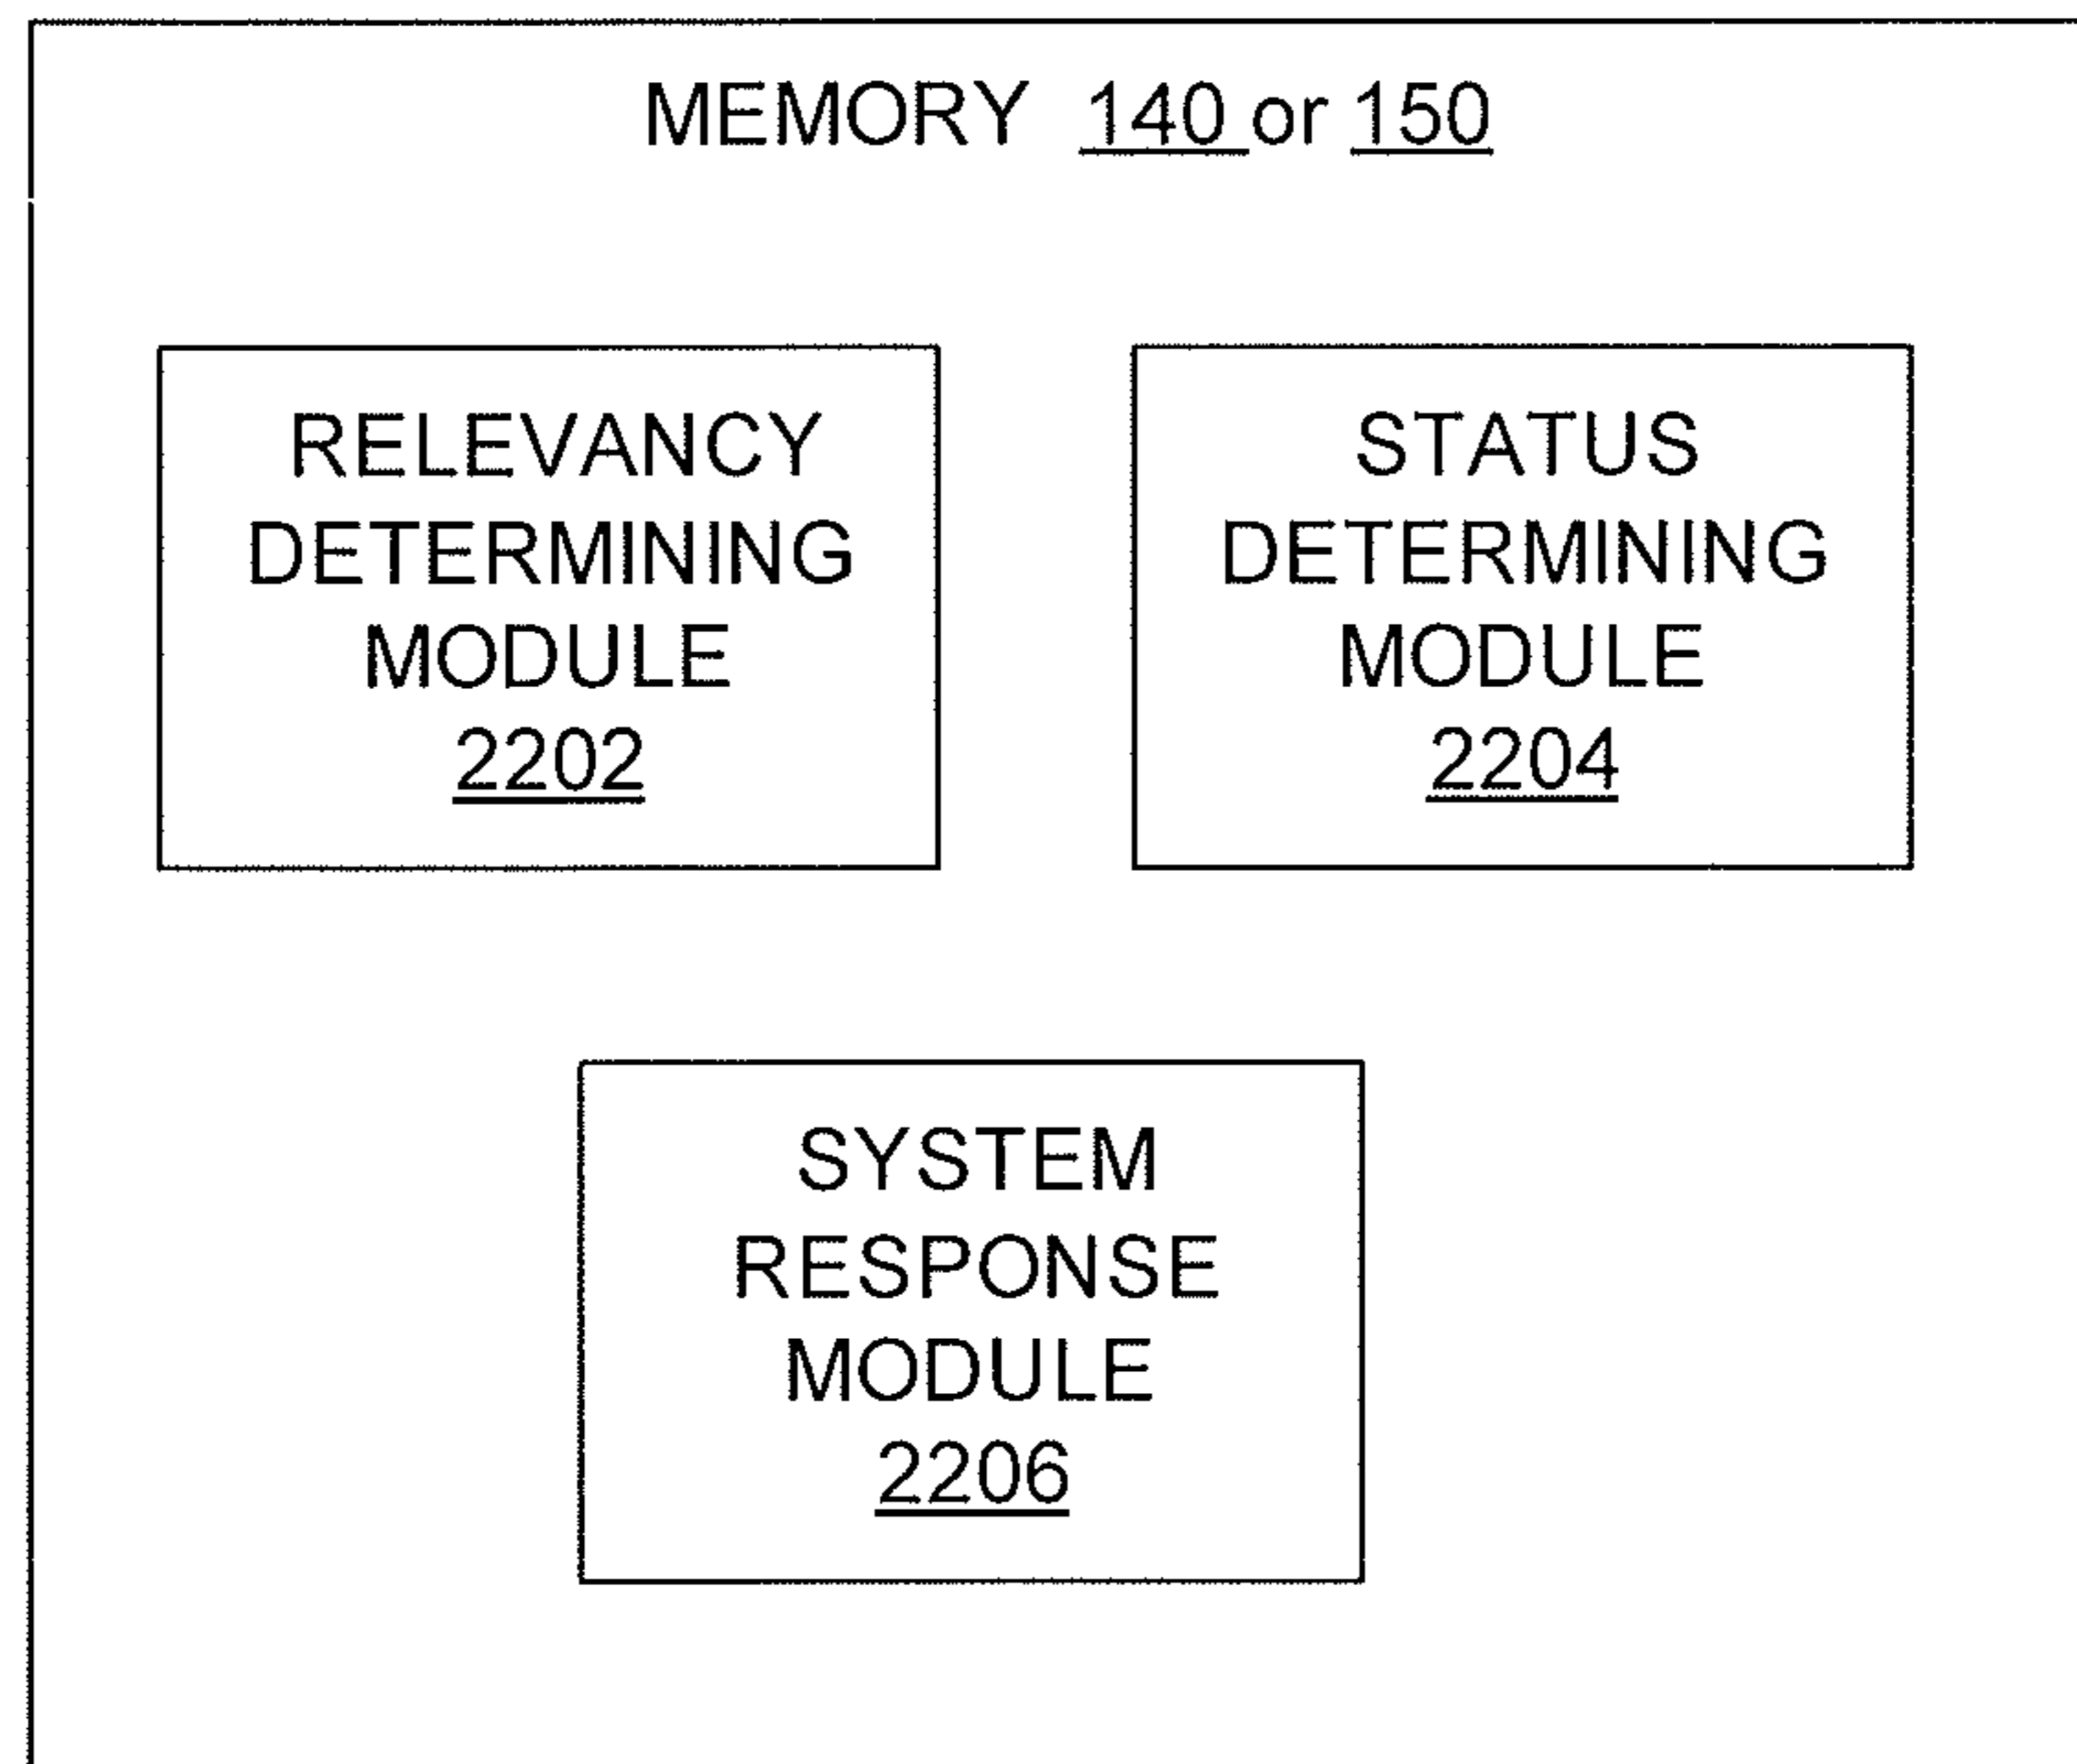 MEMORY 140 or 150
RELEVANCY
DETERMINING
MODULE
2202
STATUS
DETERMINING
MODULE
2204
SYSTEM
RESPONSE
MODULE
2206